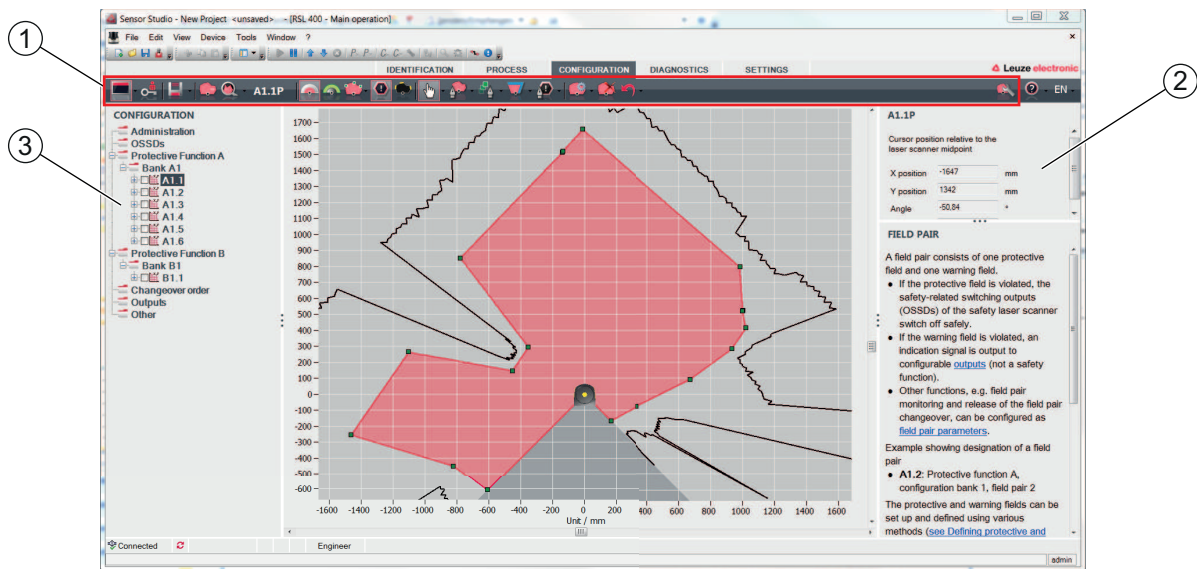 Sensor Studio - New Project <unsaved> - [RSL 400 - Main operation]
File Edit View Device Tools Window ?
IDENTIFICATION PROCESS CONFIGURATION DIAGNOSTICS SETTINGS
Leuze electronic
A1.1P
EN
1
2
3
CONFIGURATION
Administration
OSSDs
Protective Function A
Bank A1
A1.1
A1.2
A1.3
A1.4
A1.5
A1.6
Protective Function B
Bank B1
B1.1
Changeover order
Outputs
Other
1700
1600
1500
1400
1300
1200
1100
1000
900
800
700
600
500
400
300
200
100
0
-100
-200
-300
-400
-500
-600
-1600 -1400 -1200 -1000 -800 -600 -400 -200 0 200 400 600 800 1000 1200 1400 1600
Unit / mm
A1.1P
Cursor position relative to the
laser scanner midpoint
X position -1647 mm
Y position 1342 mm
Angle -50,84 °
FIELD PAIR
A field pair consists of one protective
field and one warning field.
• If the protective field is violated, the
safety-related switching outputs
(OSSDs) of the safety laser scanner
switch off safely.
• If the warning field is violated, an
indication signal is output to
configurable outputs (not a safety
function).
• Other functions, e.g. field pair
monitoring and release of the field pair
changeover, can be configured as
field pair parameters.
Example showing designation of a field
pair
• A1.2: Protective function A,
configuration bank 1, field pair 2
The protective and warning fields can be
set up and defined using various
methods (see Defining protective and
Connected
Engineer
admin